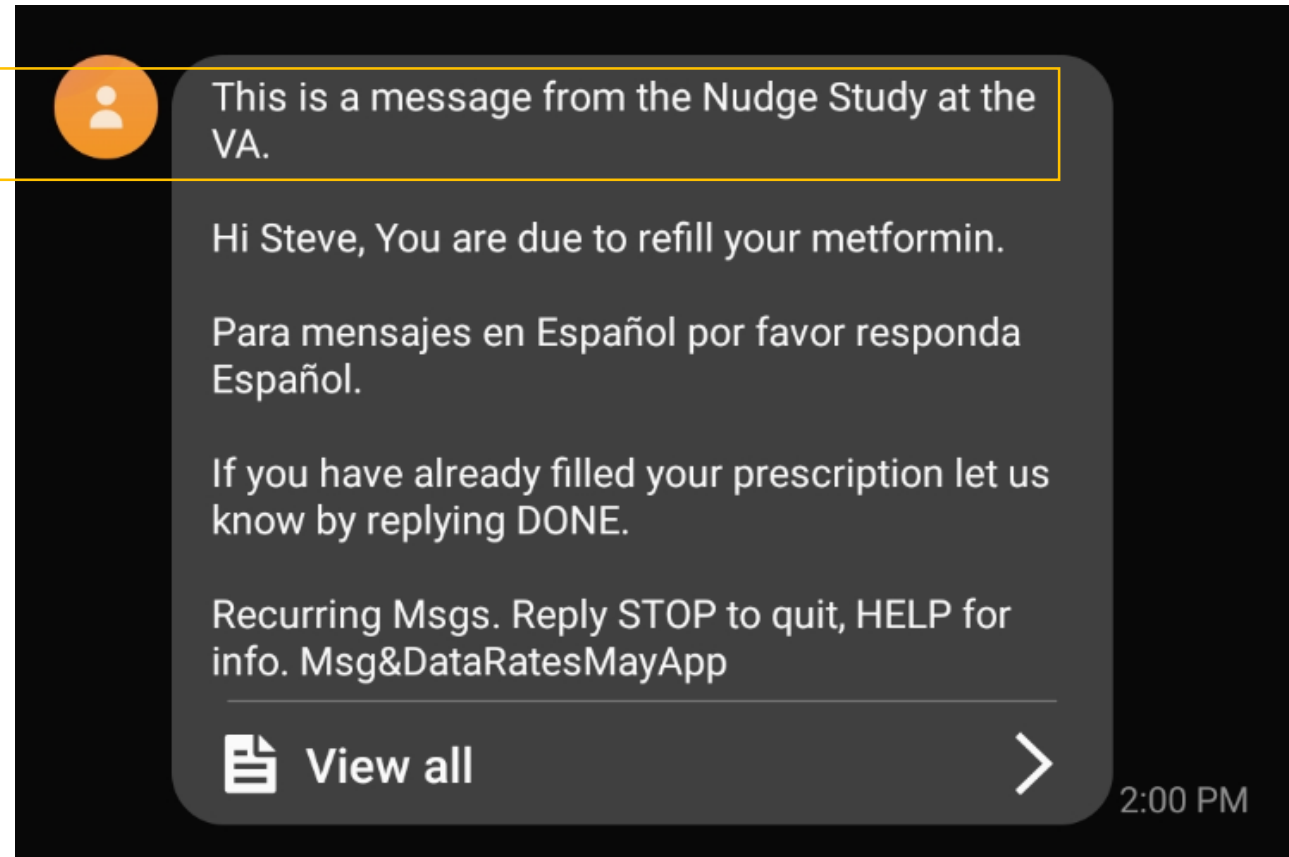 This is a message from the Nudge Study at the
VA.
Hi Steve, You are due to refill your metformin.
Para mensajes en Español por favor responda
Español.
If you have already filled your prescription let us
know by replying DONE.
Recurring Msgs. Reply STOP to quit, HELP for
info. Msg&DataRatesMayApp
View all
2:00 PM